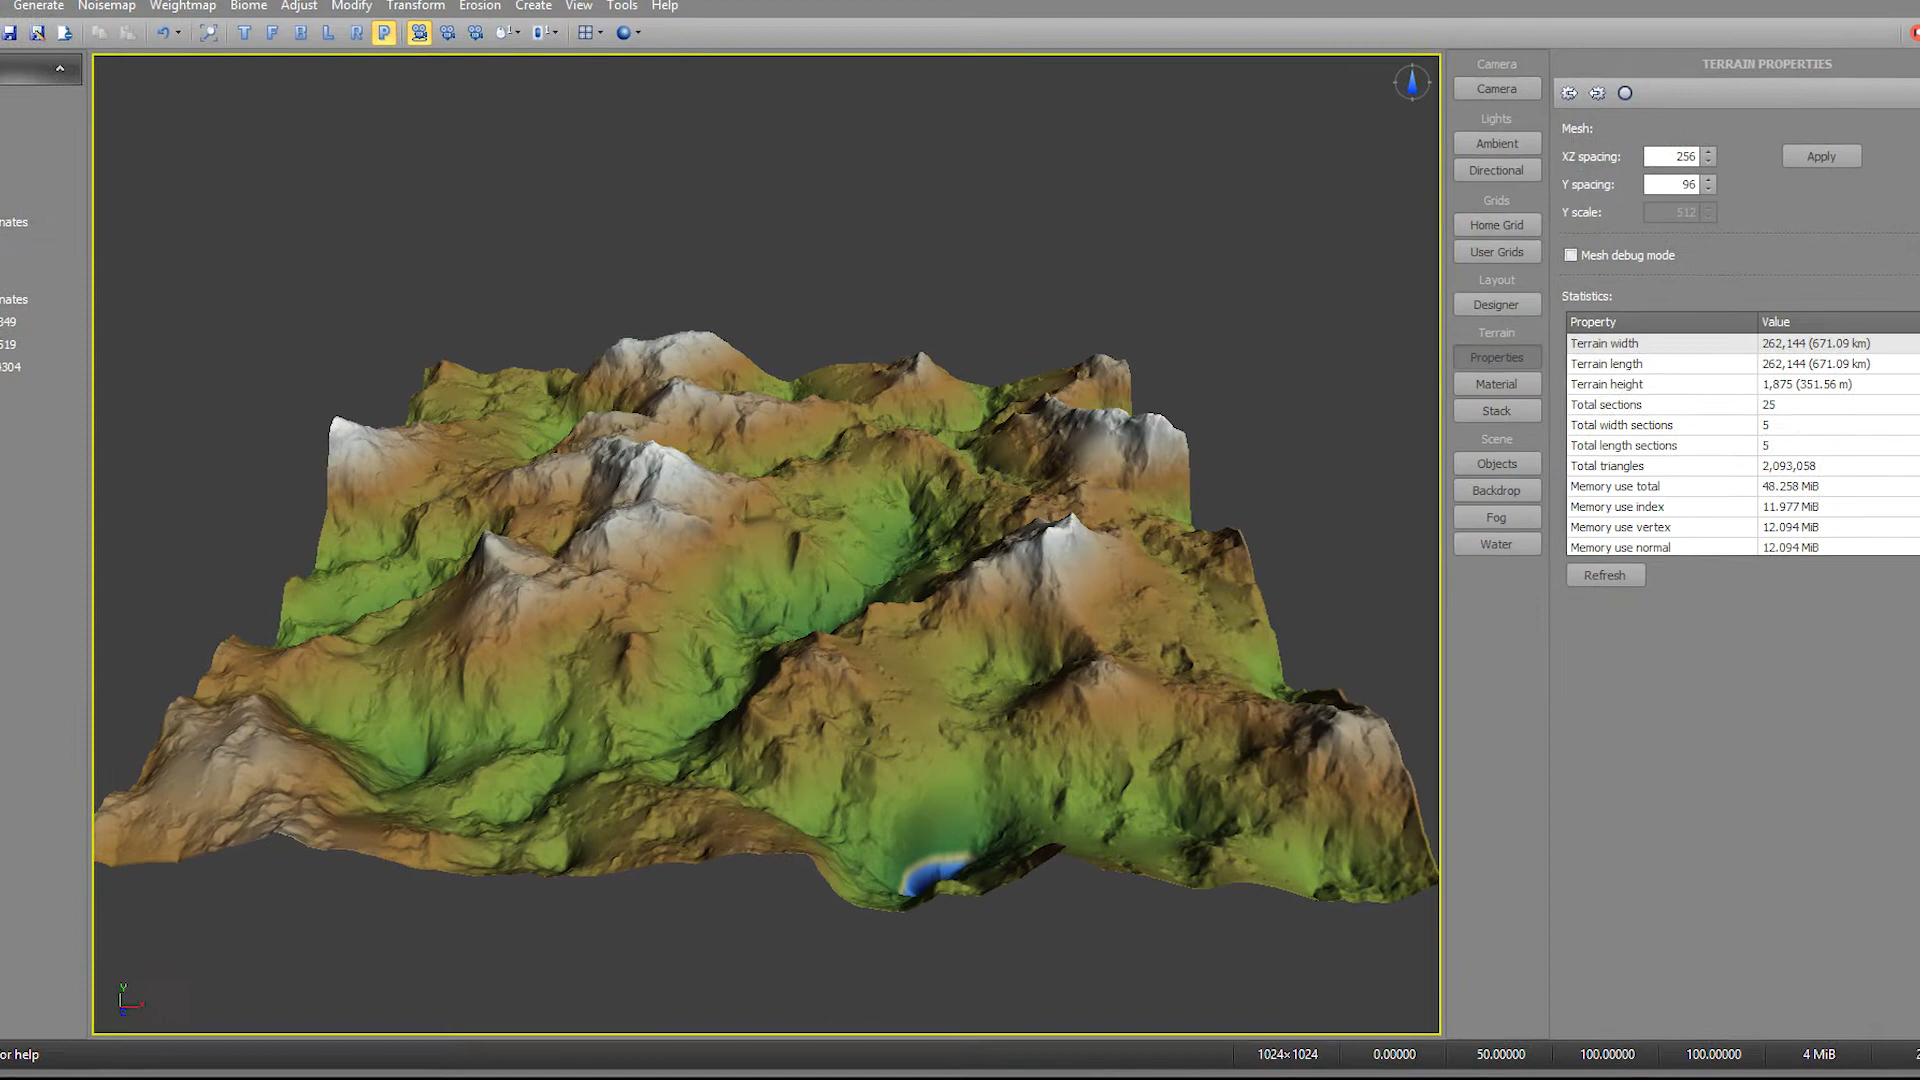 Generate Noisemap Weightmap Biome Adjust Modify Transform Erosion Create View Tools Help
T F B L R P 1 1
nates
nates
349
519
4304
Camera
Camera
Lights
Ambient
Directional
Grids
Home Grid
User Grids
Layout
Designer
Terrain
Properties
Material
Stack
Scene
Objects
Backdrop
Fog
Water
TERRAIN PROPERTIES
Mesh:
XZ spacing: 256 Apply
Y spacing: 96
Y scale: 512
Mesh debug mode
Statistics:
Property Value
Terrain width 262,144 (671.09 km)
Terrain length 262,144 (671.09 km)
Terrain height 1,875 (351.56 m)
Total sections 25
Total width sections 5
Total length sections 5
Total triangles 2,093,058
Memory use total 48.258 MiB
Memory use index 11.977 MiB
Memory use vertex 12.094 MiB
Memory use normal 12.094 MiB
Refresh
Y
or help 1024×1024 0.00000 50.00000 100.00000 100.00000 4 MiB